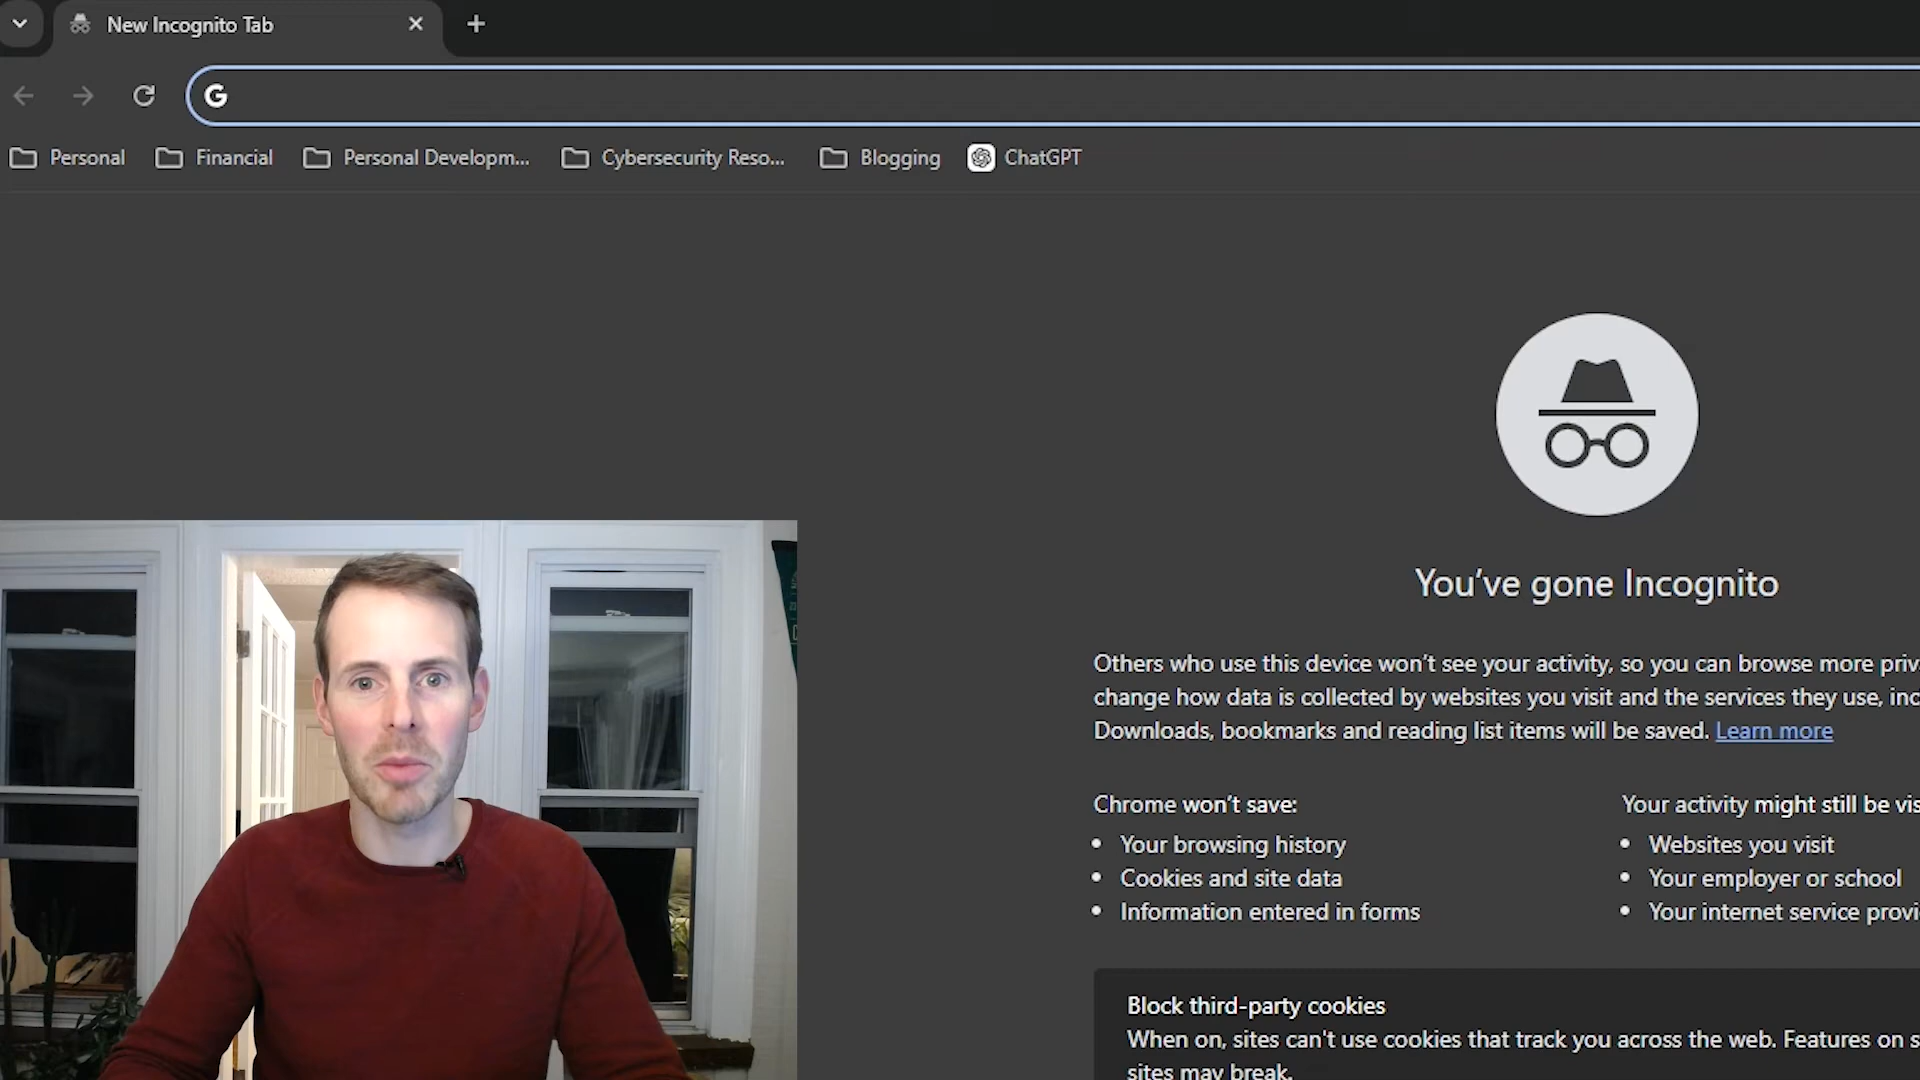 New Incognito Tab
Personal
Financial
Personal Developm...
Cybersecurity Reso...
Blogging
ChatGPT
You've gone Incognito
Others who use this device won't see your activity, so you can browse more
change how data is collected by websites you visit and the services they use,
Downloads, bookmarks and reading list items will be saved. Learn more
Chrome won't save:
Your browsing history
Cookies and site data
Information entered in forms
Your activity might still be
Websites you visit
Your employer or school
Your internet service
Block third-party cookies
When on, sites can't use cookies that track you across the web. Features on
sites may break.